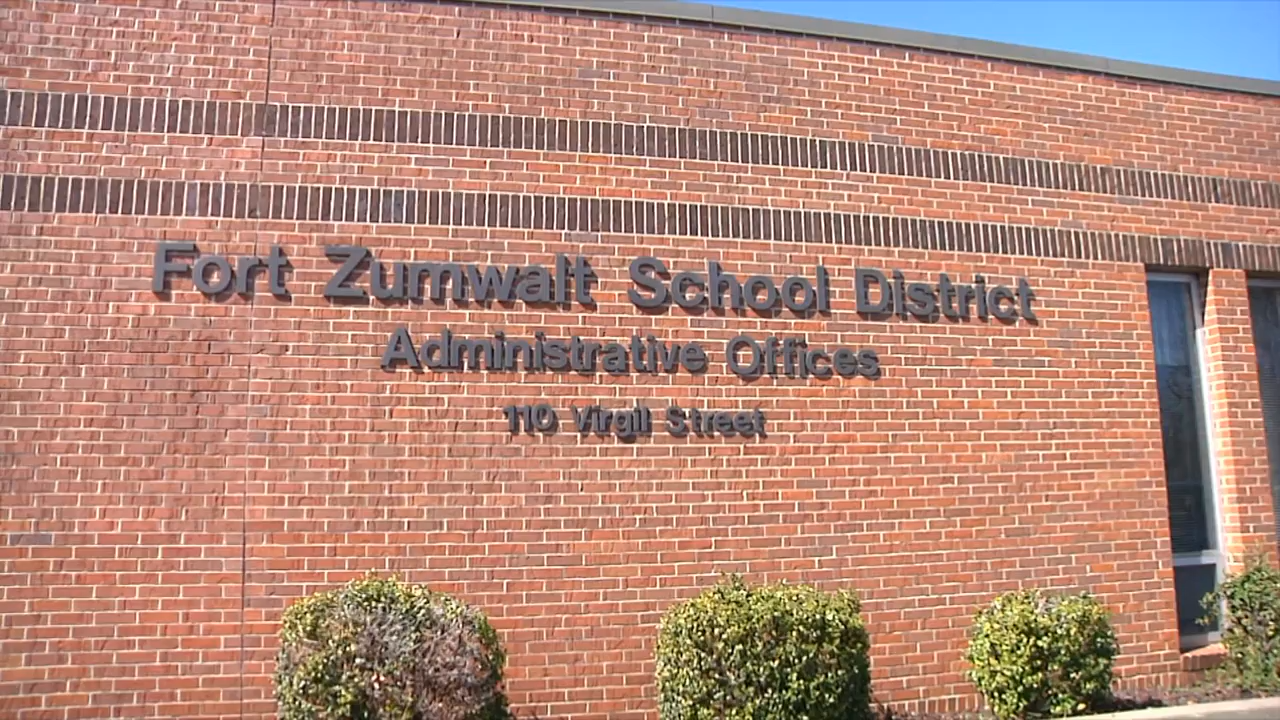 Fort Zumwalt School District
Administrative Offices
110 Virgil Street